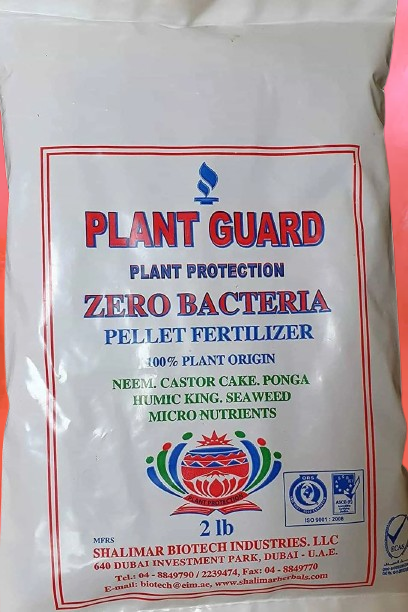 PLANT GUARD
PLANT PROTECTION
ZERO BACTERIA
PELLET FERTILIZER
100% PLANT ORIGIN
NEEM. CASTOR CAKE. PONGA
HUMIC KING. SEAWEED
MICRO NUTRIENTS
PLANT PROTECTION
2 lb
ISO 9001 : 2008
MFRS
SHALIMAR BIOTECH INDUSTRIES. LLC
640 DUBAI INVESTMENT PARK, DUBAI - U.A.E.
Tel.: 04 - 8849790 / 2239474, Fax: 04 - 8849770
E-mail: biotech@eim.ae, www.shalimarherbals.com